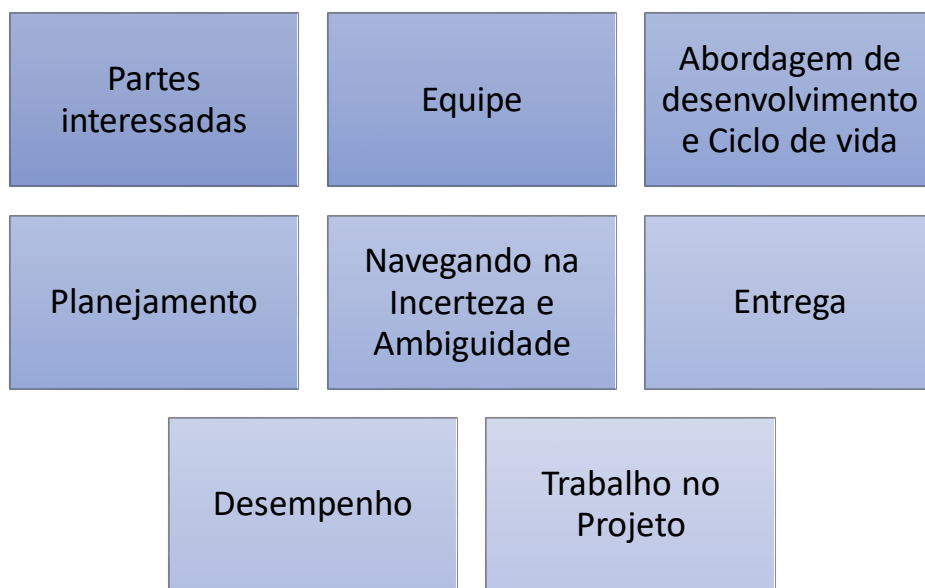 Partes
interessadas
Equipe
Abordagem de
desenvolvimento
e Ciclo de vida
Planejamento
Navegando na
Incerteza e
Ambiguidade
Entrega
Desempenho
Trabalho no
Projeto